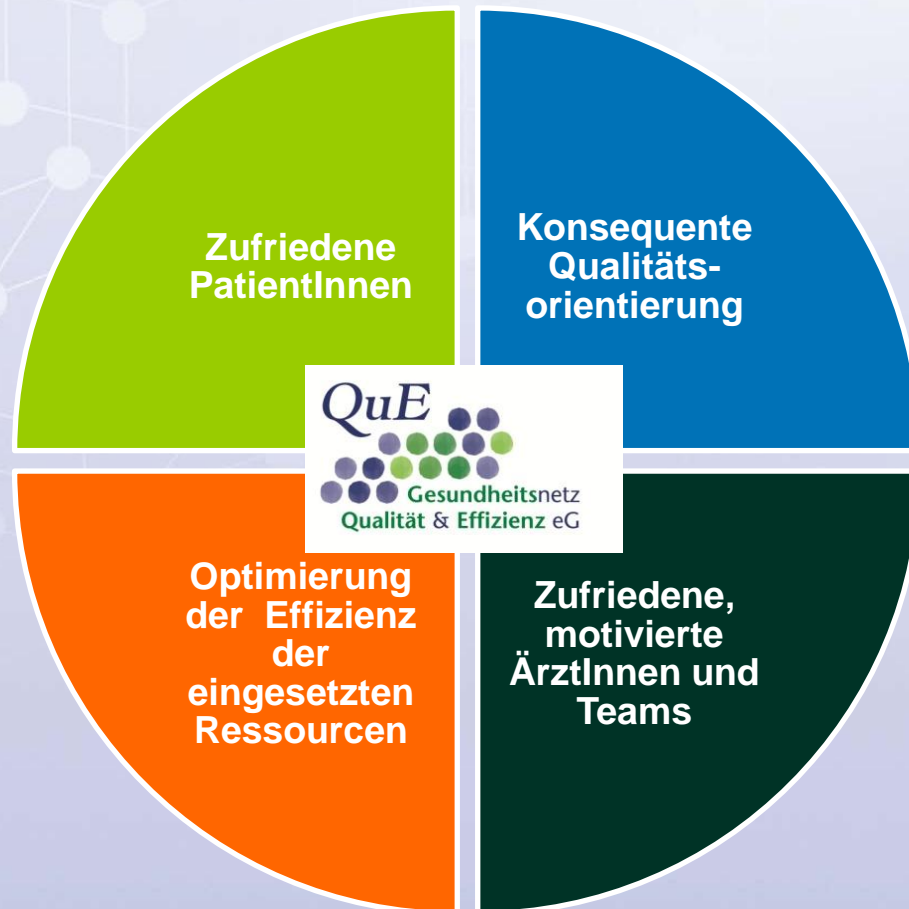 Zufriedene
PatientInnen
Konsequente
Qualitäts-
orientierung
QuE
Gesundheitsnetz
Qualität & Effizienz eG
Optimierung
der Effizienz
der
eingesetzten
Ressourcen
Zufriedene,
motivierte
ÄrztInnen und
Teams